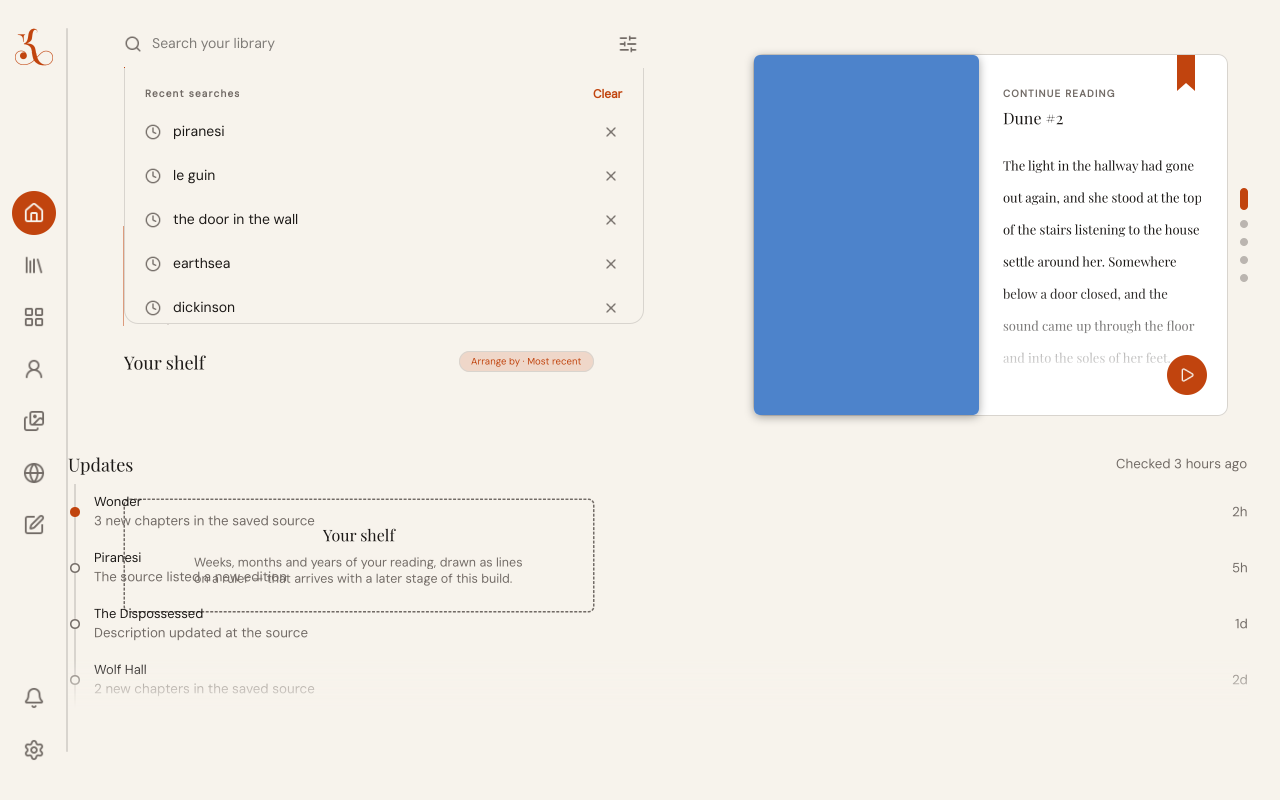 Search your library
Recent searches
Clear
piranesi
le guin
the door in the wall
earthsea
dickinson
CONTINUE READING
Dune #2
The light in the hallway had gone
out again, and she stood at the top
of the stairs listening to the house
settle around her. Somewhere
below a door closed, and the
sound came up through the floor
and into the soles of her feet.
Your shelf
Arrange by · Most recent
Updates
Checked 3 hours ago
Wonder
3 new chapters in the saved source
2h
Piranesi
The source listed a new edition
5h
The Dispossessed
Description updated at the source
1d
Wolf Hall
2 new chapters in the saved source
2d
Your shelf
Weeks, months and years of your reading, drawn as lines
on a ruler — that arrives with a later stage of this build.